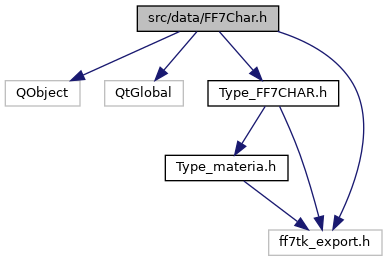 src/data/FF7Char.h
QObject
QtGlobal
Type_FF7CHAR.h
Type_materia.h
ff7tk_export.h